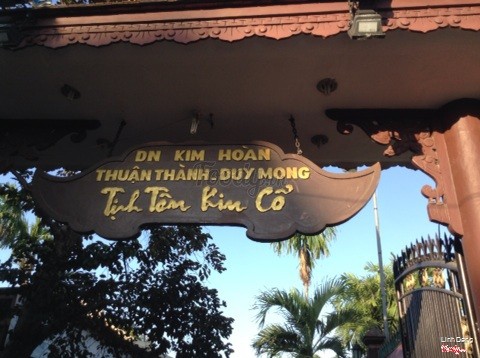 DN KIM HOÀN
THUẬN THÀNH - DUY MONG
Tịnh Tâm Kim Cổ